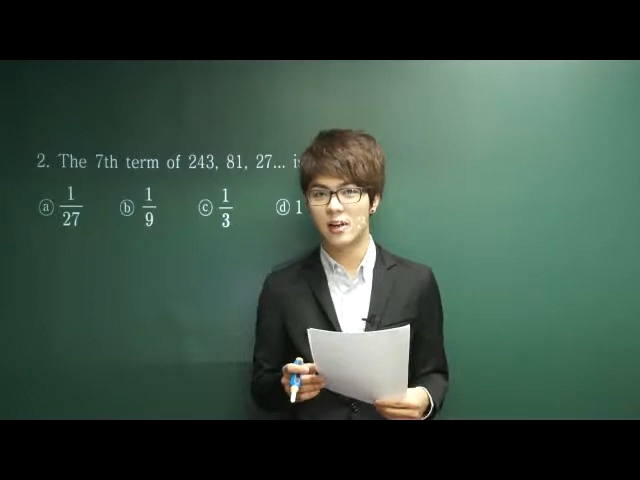 2. The 7th term of 243, 81, 27... i
ⓐ 1/27 ⓑ 1/9 ⓒ 1/3 ⓓ 1